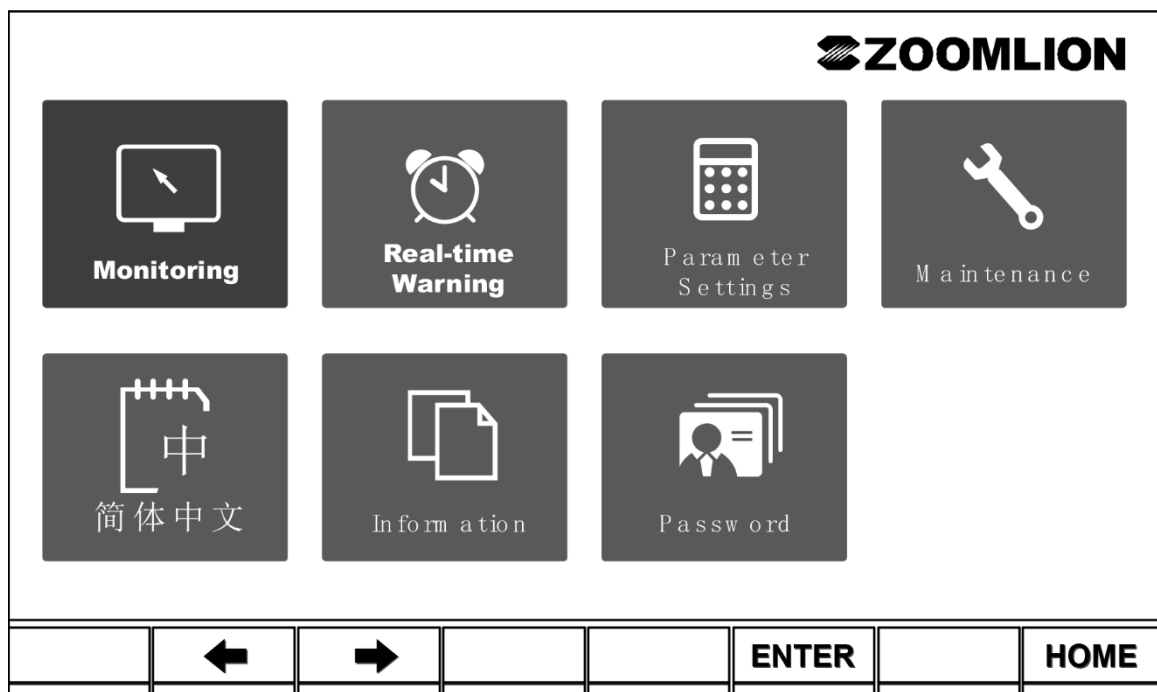 ZOOMLION
Monitoring
Real-time
Warning
Parameter
Settings
Maintenance
中
简体中文
Information
Password
ENTER
HOME